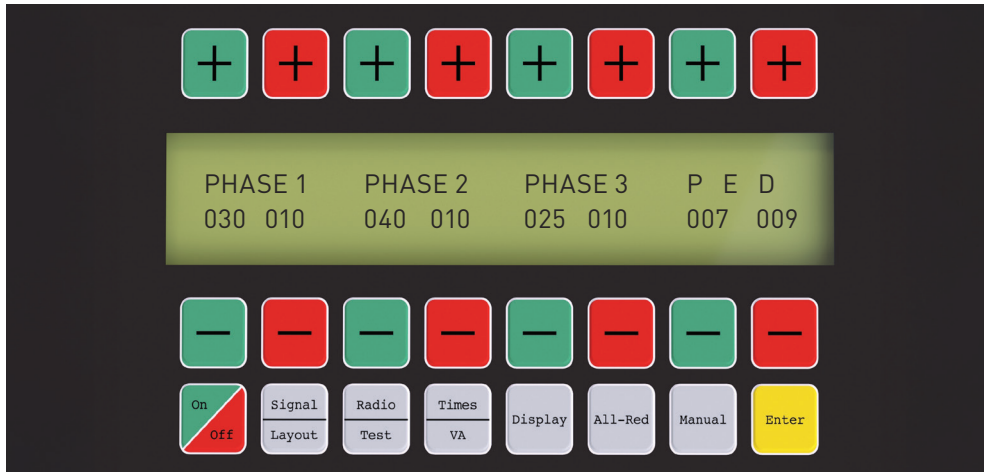 + + + + + + + +
PHASE 1 PHASE 2 PHASE 3 P E D
030 010 040 010 025 010 007 009
− − − − − − − −
On Off Signal Layout Radio Test Times VA Display All-Red Manual Enter